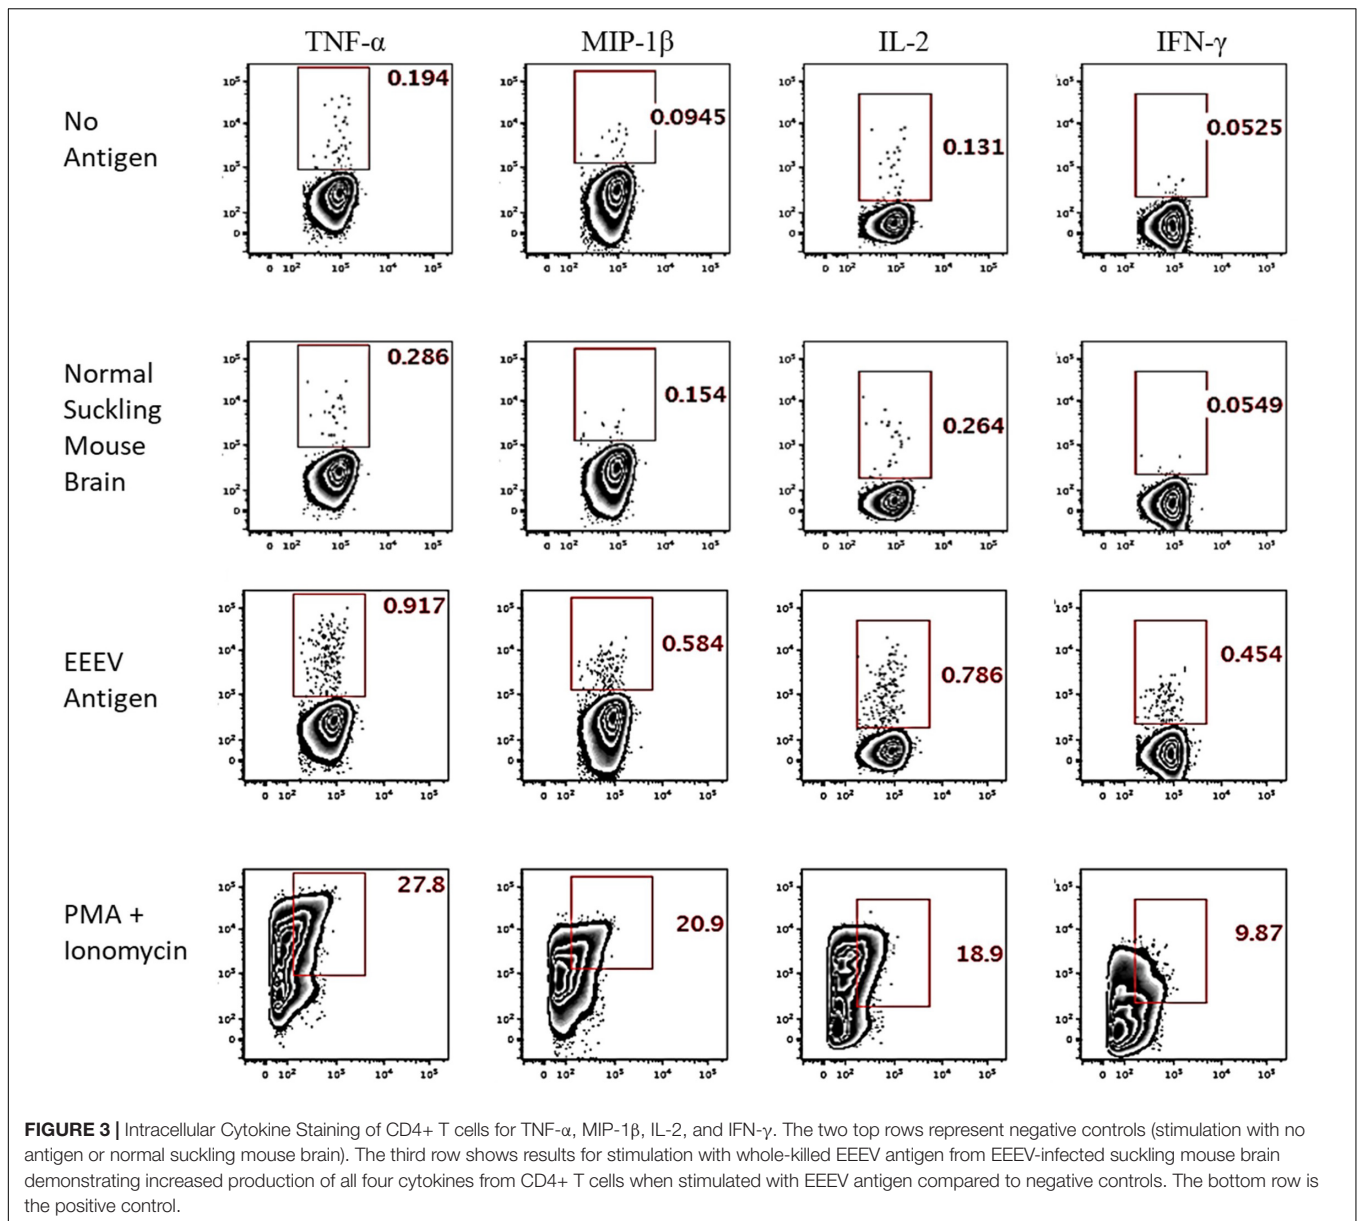 TNF-α MIP-1β IL-2 IFN-γ
No
Antigen
0.194 0.0945 0.131 0.0525
Normal
Suckling
Mouse
Brain
0.286 0.154 0.264 0.0549
EEEV
Antigen
0.917 0.584 0.786 0.454
PMA +
Ionomycin
27.8 20.9 18.9 9.87
FIGURE 3 | Intracellular Cytokine Staining of CD4+ T cells for TNF-α, MIP-1β, IL-2, and IFN-γ. The two top rows represent negative controls (stimulation with no
antigen or normal suckling mouse brain). The third row shows results for stimulation with whole-killed EEEV antigen from EEEV-infected suckling mouse brain
demonstrating increased production of all four cytokines from CD4+ T cells when stimulated with EEEV antigen compared to negative controls. The bottom row is
the positive control.